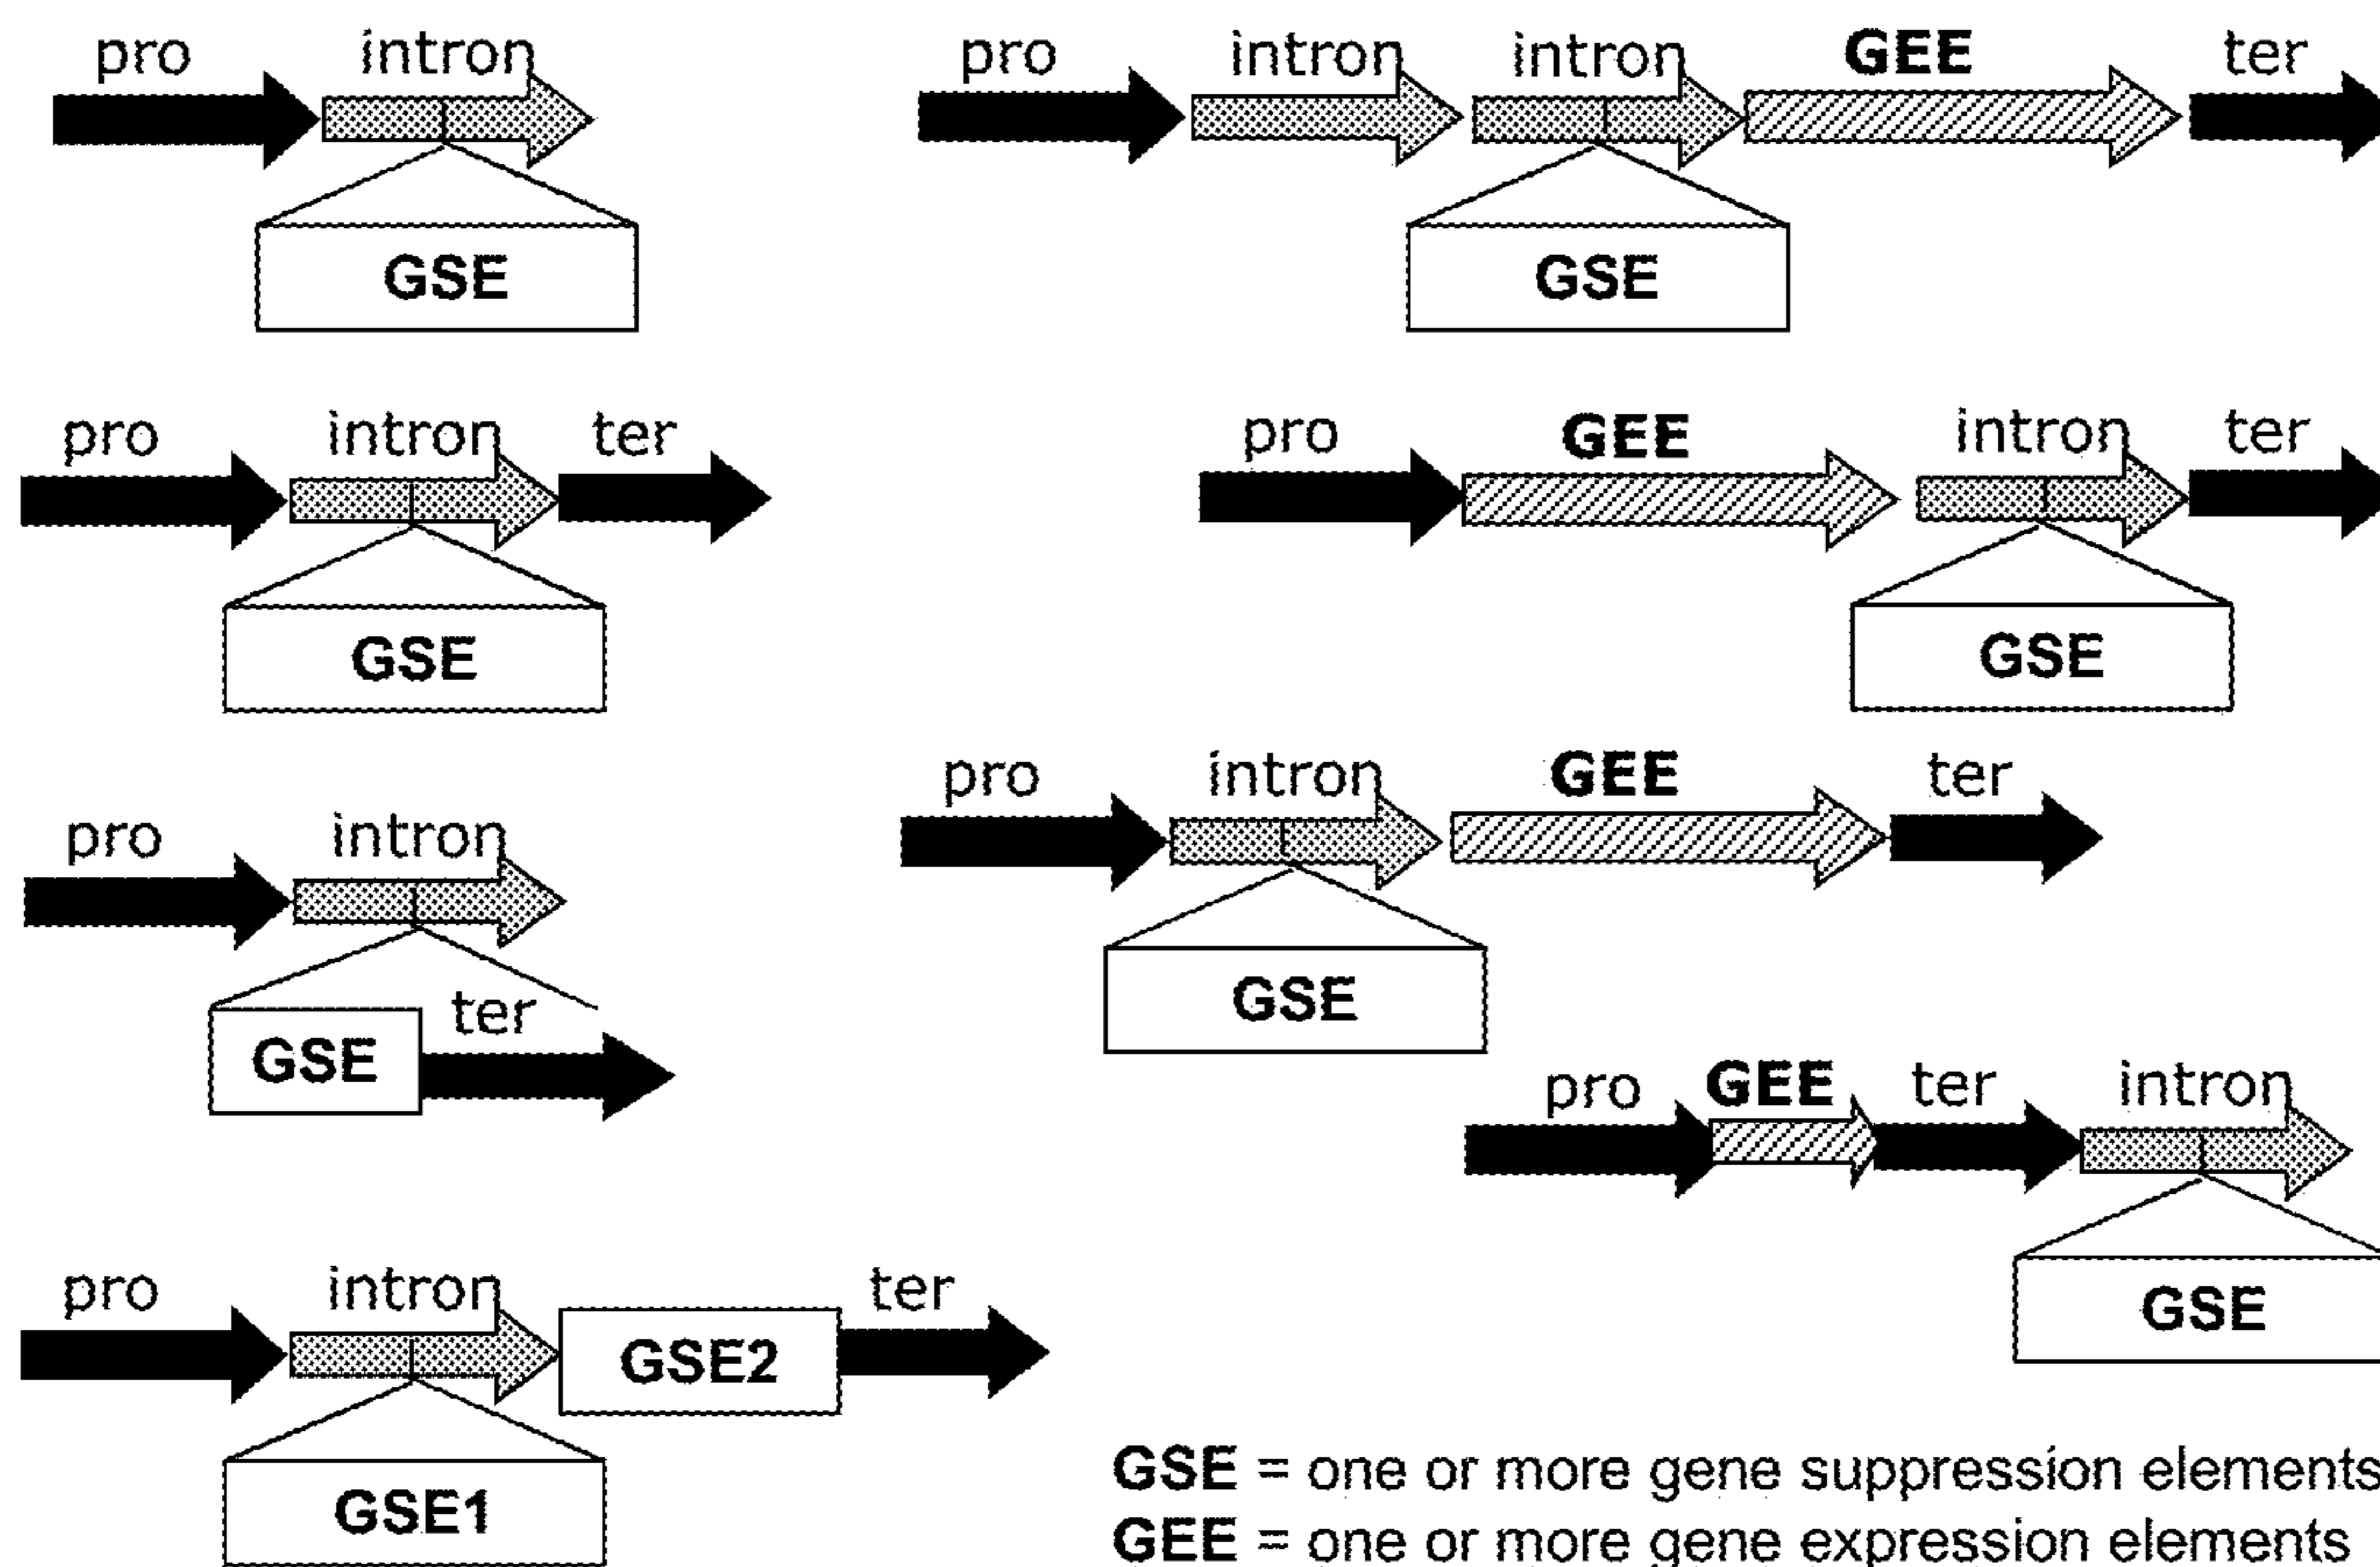 pro intron
GSE
pro intron ter
GSE
pro intron
GSE ter
pro intron GSE2 ter
GSE1
pro intron intron GEE ter
GSE
pro GEE intron ter
GSE
pro intron GEE ter
GSE
pro GEE ter intron
GSE
GSE = one or more gene suppression elements
GEE = one or more gene expression elements